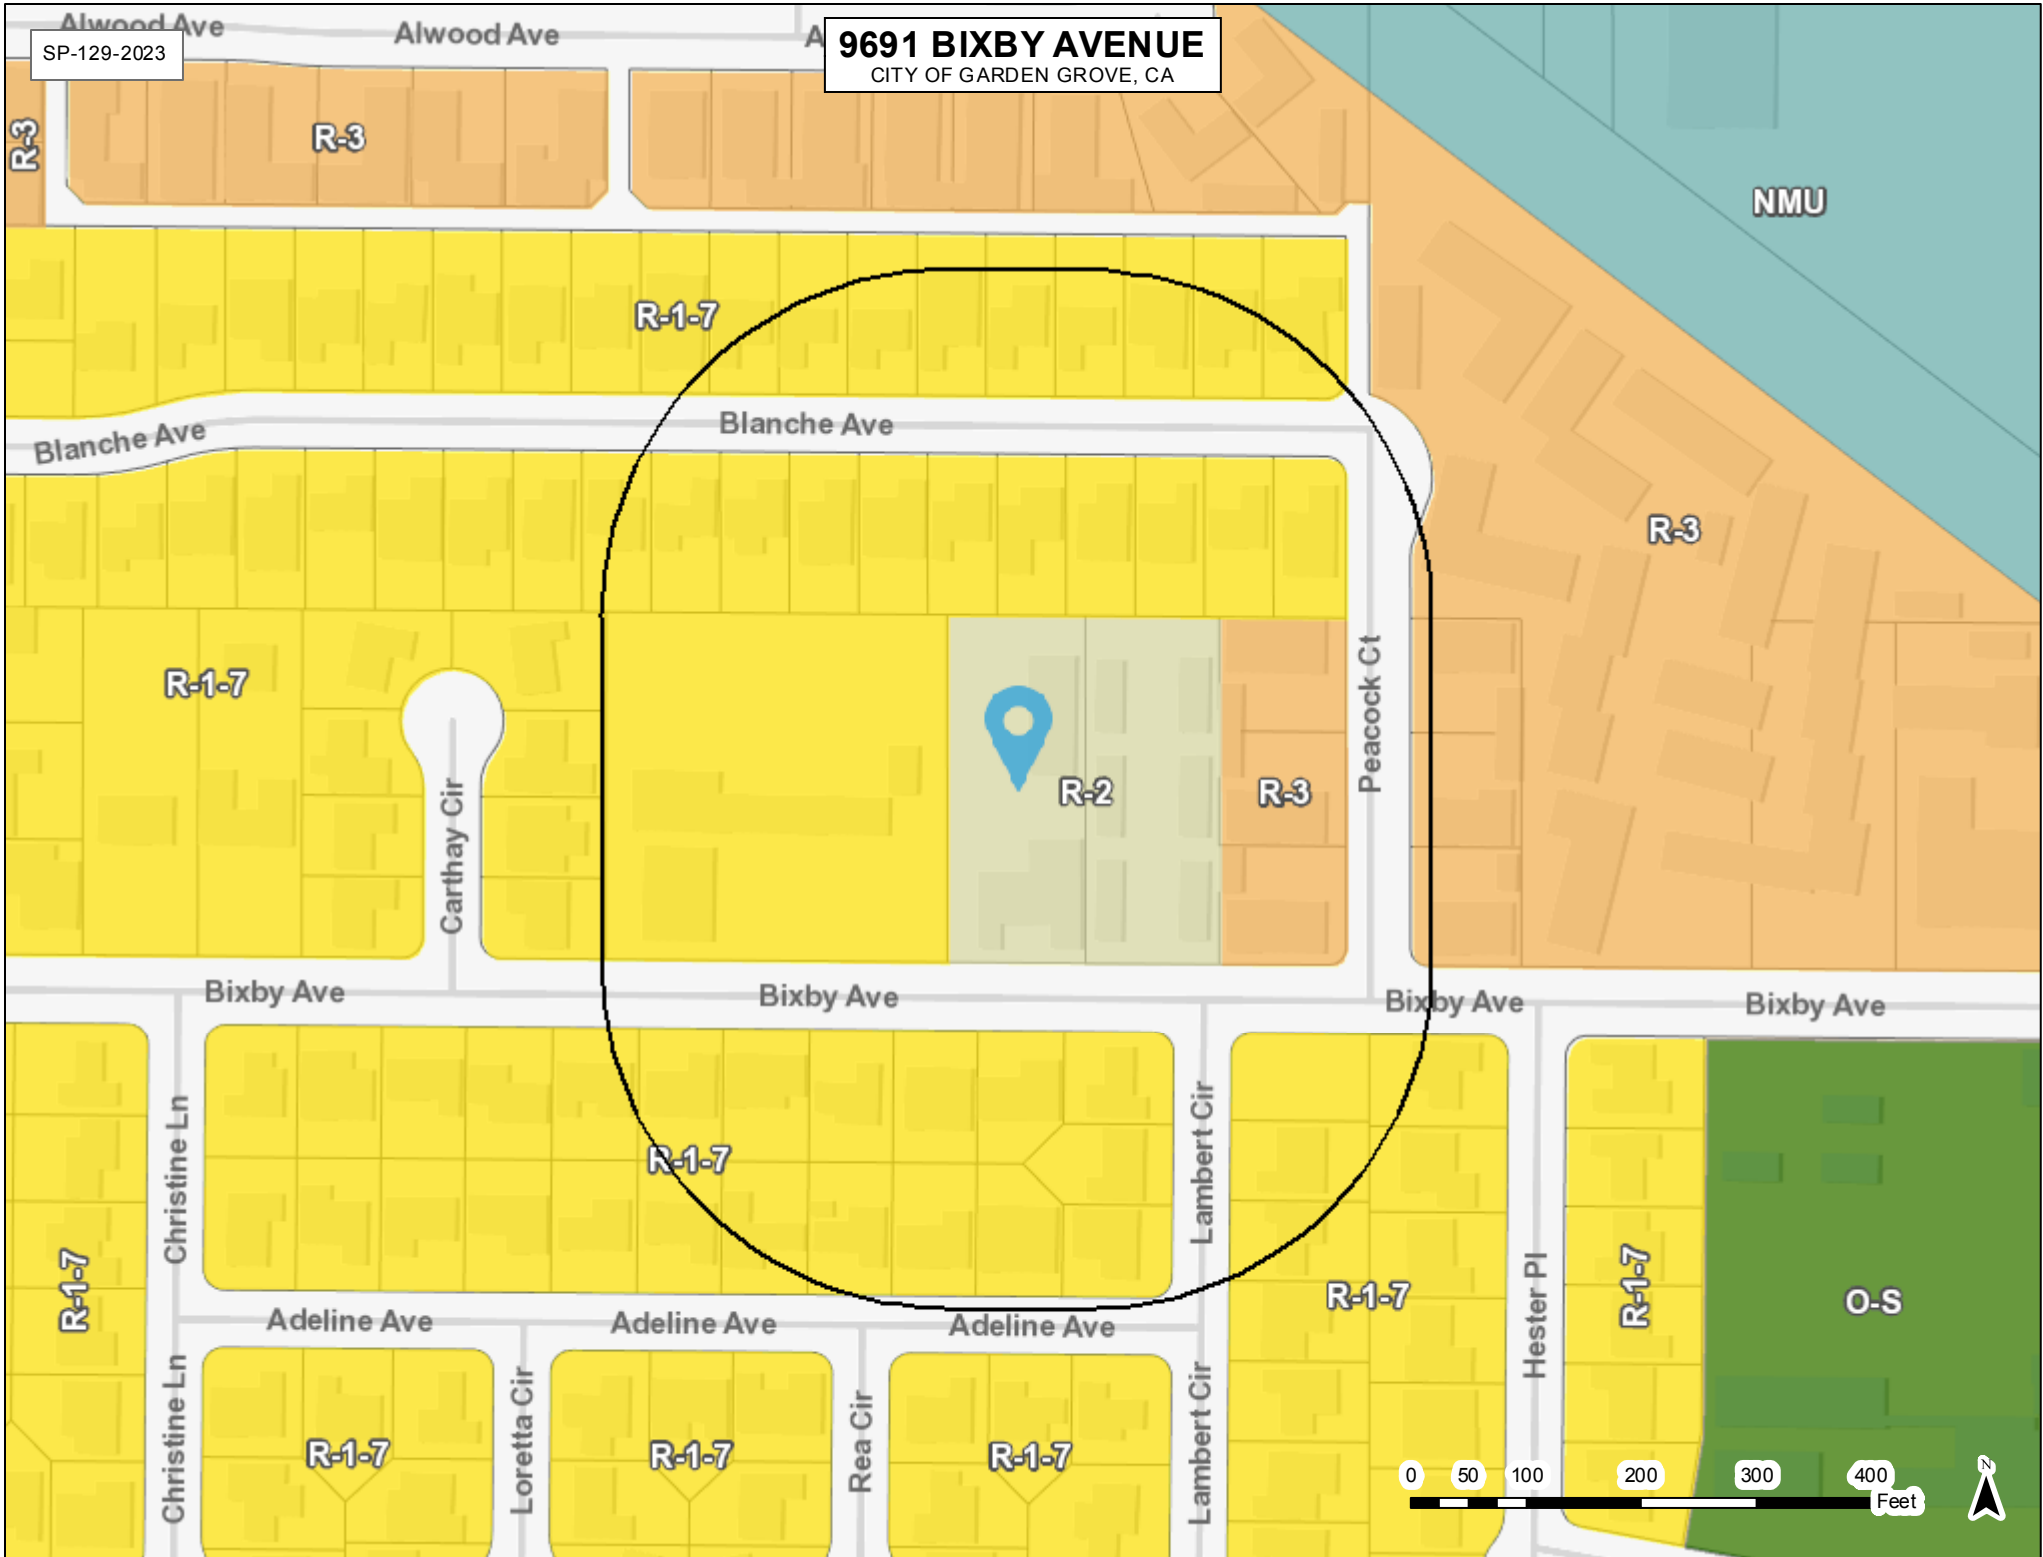 Alwood Ave
Alwood Ave
A
SP-129-2023
9691 BIXBY AVENUE
CITY OF GARDEN GROVE, CA
R-3
R-3
NMU
R-1-7
Blanche Ave
Blanche Ave
R-3
R-1-7
Peacock Ct
R-2
R-3
Carthay Cir
Bixby Ave
Bixby Ave
Bixby Ave
Bixby Ave
Christine Ln
R-1-7
Lambert Cir
R-1-7
R-1-7
Hester Pl
R-1-7
O-S
Adeline Ave
Adeline Ave
Adeline Ave
Christine Ln
R-1-7
Loretta Cir
R-1-7
Rea Cir
R-1-7
Lambert Cir
0 50 100 200 300 400
Feet
N